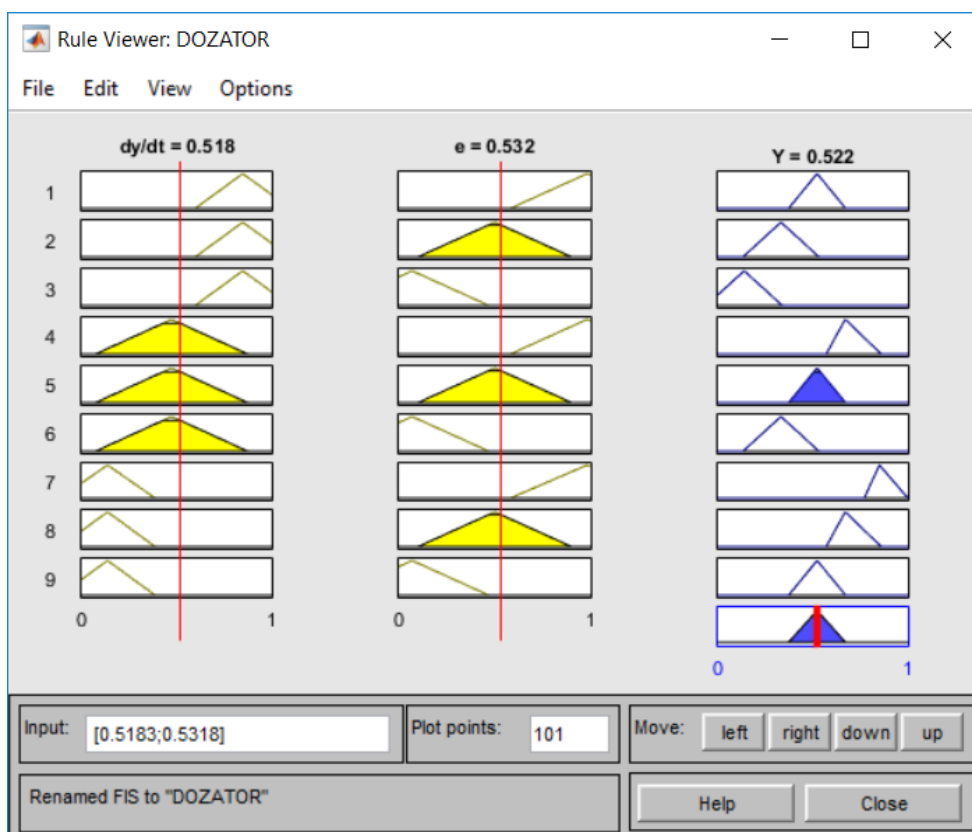 Rule Viewer: DOZATOR
File Edit View Options
dy/dt = 0.518 e = 0.532 Y = 0.522
1
2
3
4
5
6
7
8
9
0 1 0 1
0 1
Input: [0.5183;0.5318] Plot points: 101 Move: left right down up
Renamed FIS to "DOZATOR" Help Close